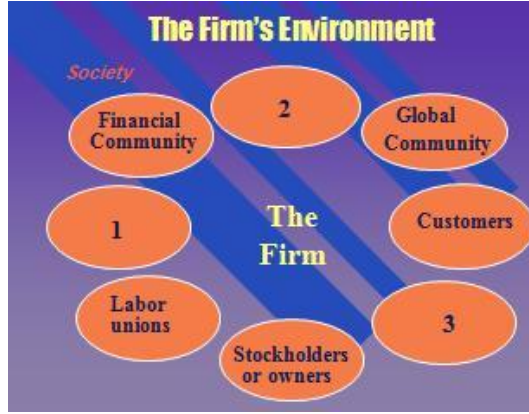 The Firm's Environment
Society
Financial
Community
2
Global
Community
1
The
Firm
Customers
Labor
unions
3
Stockholders
or owners